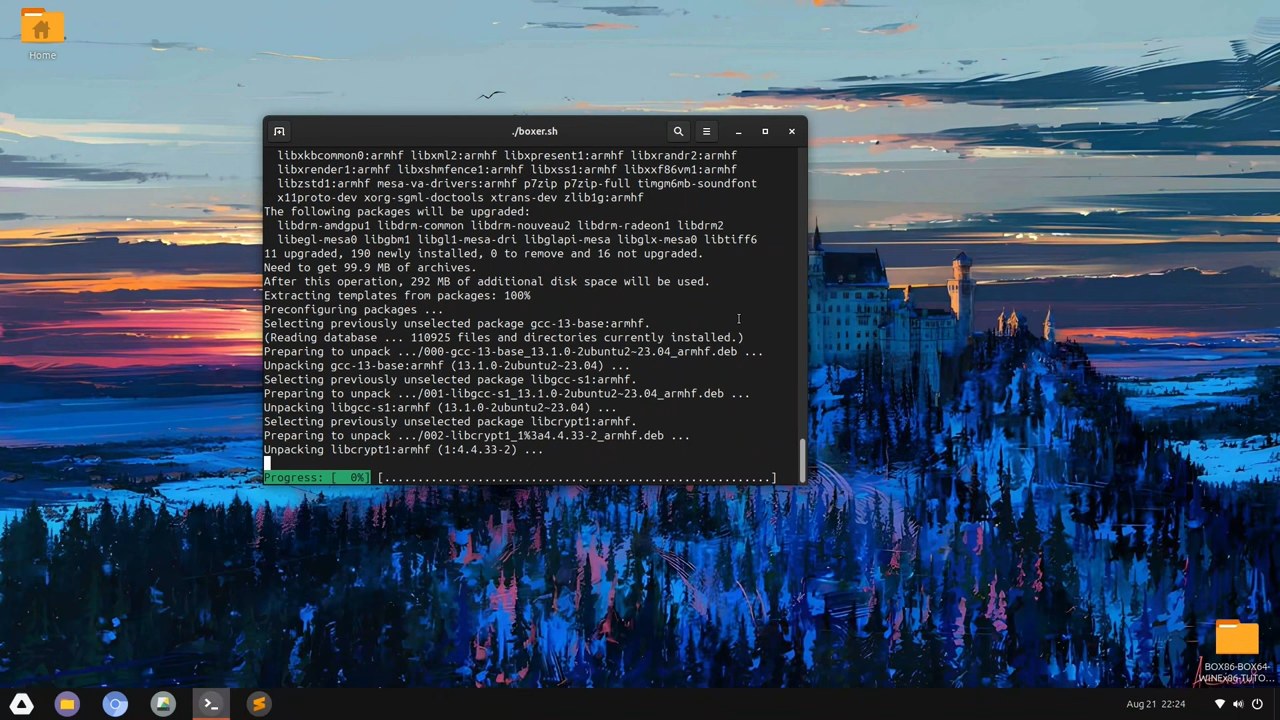 Home
./boxer.sh
libxkbcommon0:armhf libxml2:armhf libxpresent1:armhf libxrandr2:armhf
libxrender1:armhf libxshmfence1:armhf libxss1:armhf libxxf86vm1:armhf
libzstd1:armhf mesa-va-drivers:armhf p7zip p7zip-full timgm6mb-soundfont
x11proto-dev xorg-sgml-doctools xtrans-dev zlib1g:armhf
The following packages will be upgraded:
libdrm-amdgpu1 libdrm-common libdrm-nouveau2 libdrm-radeon1 libdrm2
libegl-mesa0 libgbm1 libgl1-mesa-dri libglapi-mesa libglx-mesa0 libtiff6
11 upgraded, 190 newly installed, 0 to remove and 16 not upgraded.
Need to get 99.9 MB of archives.
After this operation, 292 MB of additional disk space will be used.
Extracting templates from packages: 100%
Preconfiguring packages ...
Selecting previously unselected package gcc-13-base:armhf.
(Reading database ... 110925 files and directories currently installed.)
Preparing to unpack .../000-gcc-13-base_13.1.0-2ubuntu2~23.04_armhf.deb ...
Unpacking gcc-13-base:armhf (13.1.0-2ubuntu2~23.04) ...
Selecting previously unselected package libgcc-s1:armhf.
Preparing to unpack .../001-libgcc-s1_13.1.0-2ubuntu2~23.04_armhf.deb ...
Unpacking libgcc-s1:armhf (13.1.0-2ubuntu2~23.04) ...
Selecting previously unselected package libcrypt1:armhf.
Preparing to unpack .../002-libcrypt1_1%3a4.4.33-2_armhf.deb ...
Unpacking libcrypt1:armhf (1:4.4.33-2) ...
Progress: [  0%] [..........................................................]
BOX86-BOX64-
WINEX86-TUTO...
Aug 21 22:24